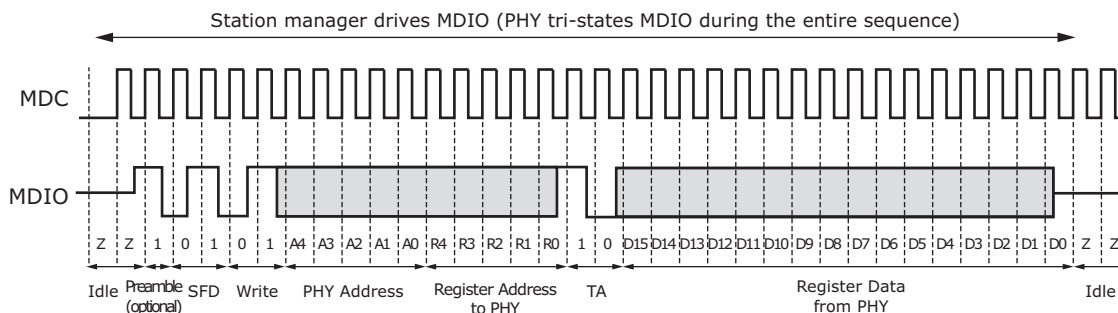 Station manager drives MDIO (PHY tri-states MDIO during the entire sequence)
MDC
MDIO
Z Z 1 0 1 0 1 A4 A3 A2 A1 A0 R4 R3 R2 R1 R0 1 0 D15 D14 D13 D12 D11 D10 D9 D8 D7 D6 D5 D4 D3 D2 D1 D0 Z Z
Idle Preamble (optional) SFD Write PHY Address Register Address to PHY TA Register Data from PHY Idle